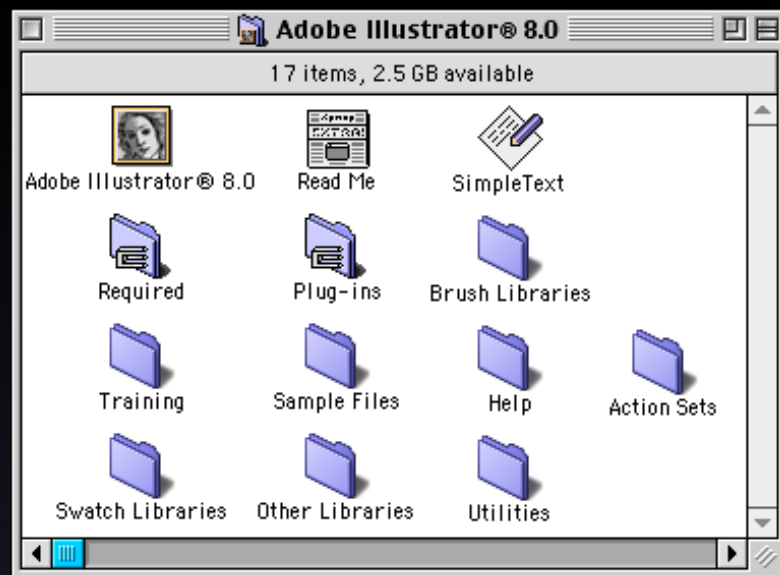 Adobe Illustrator® 8.0
17 items, 2.5 GB available
Adobe Illustrator® 8.0
Read Me
SimpleText
Required
Plug-ins
Brush Libraries
Training
Sample Files
Help
Action Sets
Swatch Libraries
Other Libraries
Utilities